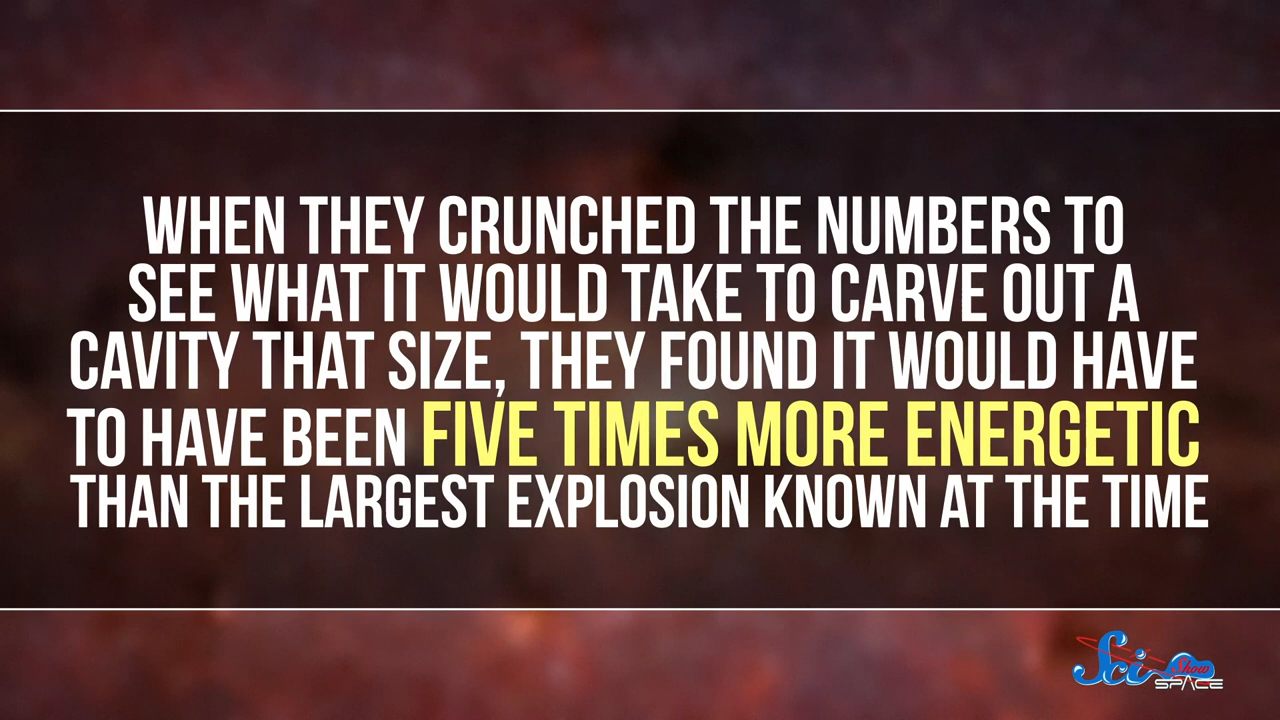 WHEN THEY CRUNCHED THE NUMBERS TO
SEE WHAT IT WOULD TAKE TO CARVE OUT A
CAVITY THAT SIZE, THEY FOUND IT WOULD HAVE
TO HAVE BEEN FIVE TIMES MORE ENERGETIC
THAN THE LARGEST EXPLOSION KNOWN AT THE TIME
Sci Show
SPACE